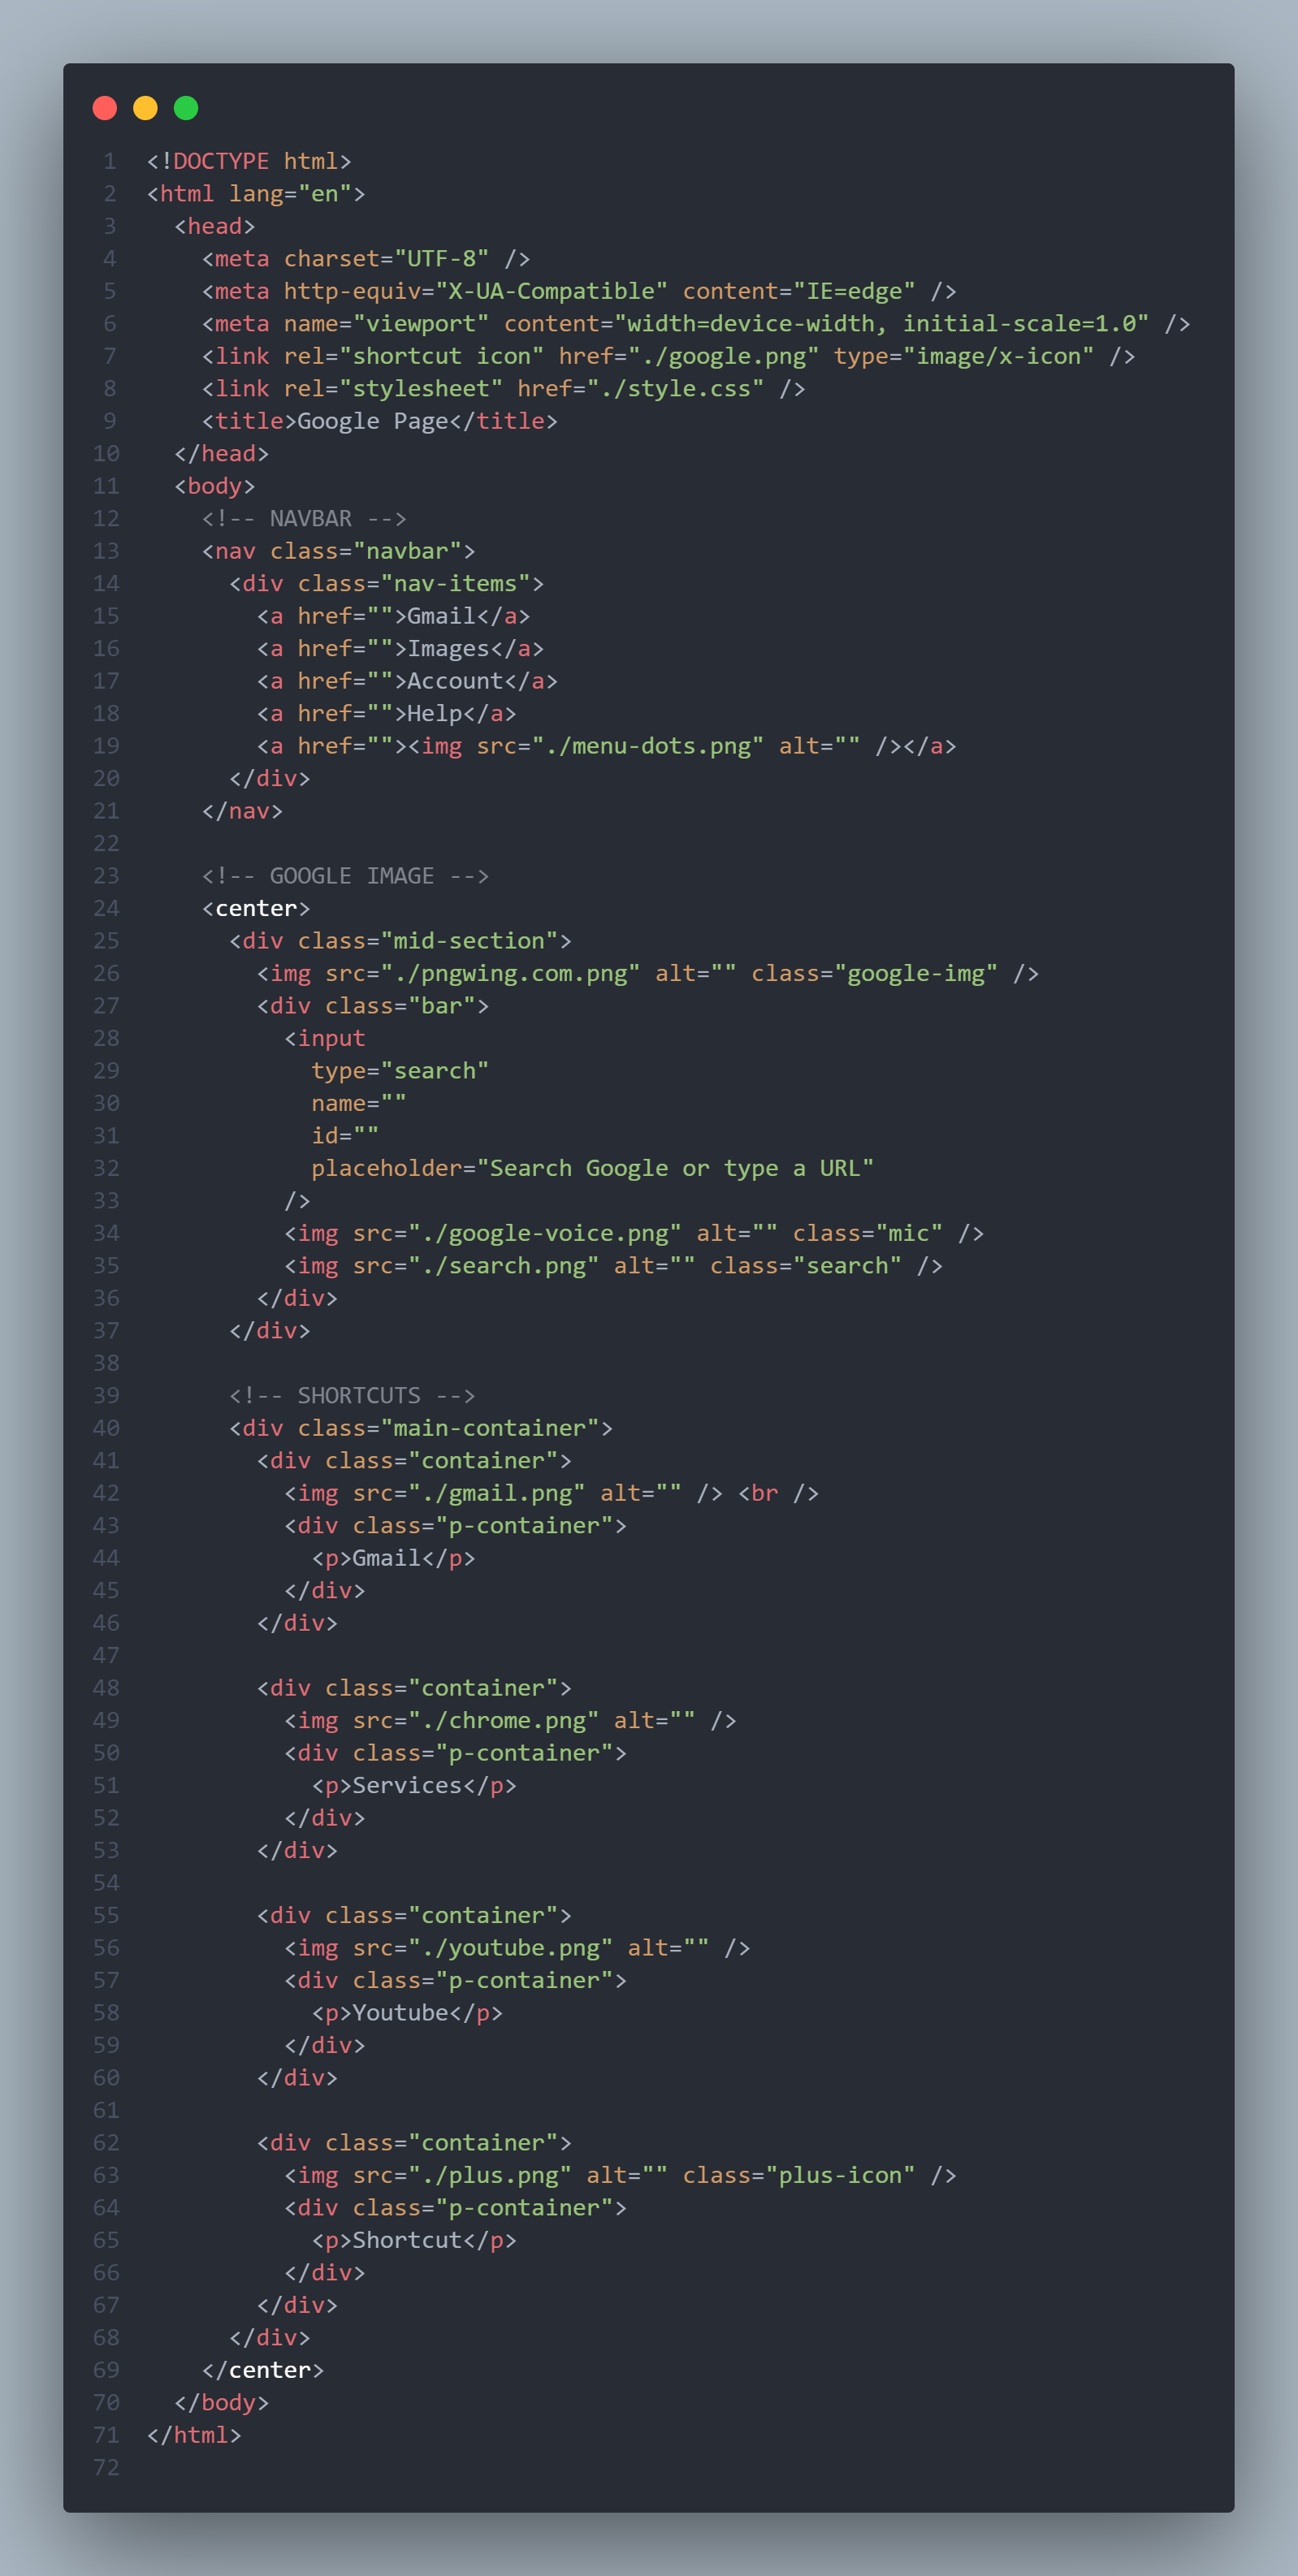 1 <!DOCTYPE html>
2 <html lang="en">
3   <head>
4     <meta charset="UTF-8" />
5     <meta http-equiv="X-UA-Compatible" content="IE=edge" />
6     <meta name="viewport" content="width=device-width, initial-scale=1.0" />
7     <link rel="shortcut icon" href="./google.png" type="image/x-icon" />
8     <link rel="stylesheet" href="./style.css" />
9     <title>Google Page</title>
10   </head>
11   <body>
12     <!-- NAVBAR -->
13     <nav class="navbar">
14       <div class="nav-items">
15         <a href="">Gmail</a>
16         <a href="">Images</a>
17         <a href="">Account</a>
18         <a href="">Help</a>
19         <a href=""><img src="./menu-dots.png" alt="" /></a>
20       </div>
21     </nav>
22
23     <!-- GOOGLE IMAGE -->
24     <center>
25       <div class="mid-section">
26         <img src="./pngwing.com.png" alt="" class="google-img" />
27         <div class="bar">
28           <input
29             type="search"
30             name=""
31             id=""
32             placeholder="Search Google or type a URL"
33           />
34           <img src="./google-voice.png" alt="" class="mic" />
35           <img src="./search.png" alt="" class="search" />
36         </div>
37       </div>
38
39       <!-- SHORTCUTS -->
40       <div class="main-container">
41         <div class="container">
42           <img src="./gmail.png" alt="" /> <br />
43           <div class="p-container">
44             <p>Gmail</p>
45           </div>
46         </div>
47
48         <div class="container">
49           <img src="./chrome.png" alt="" />
50           <div class="p-container">
51             <p>Services</p>
52           </div>
53         </div>
54
55         <div class="container">
56           <img src="./youtube.png" alt="" />
57           <div class="p-container">
58             <p>Youtube</p>
59           </div>
60         </div>
61
62         <div class="container">
63           <img src="./plus.png" alt="" class="plus-icon" />
64           <div class="p-container">
65             <p>Shortcut</p>
66           </div>
67         </div>
68       </div>
69     </center>
70   </body>
71 </html>
72